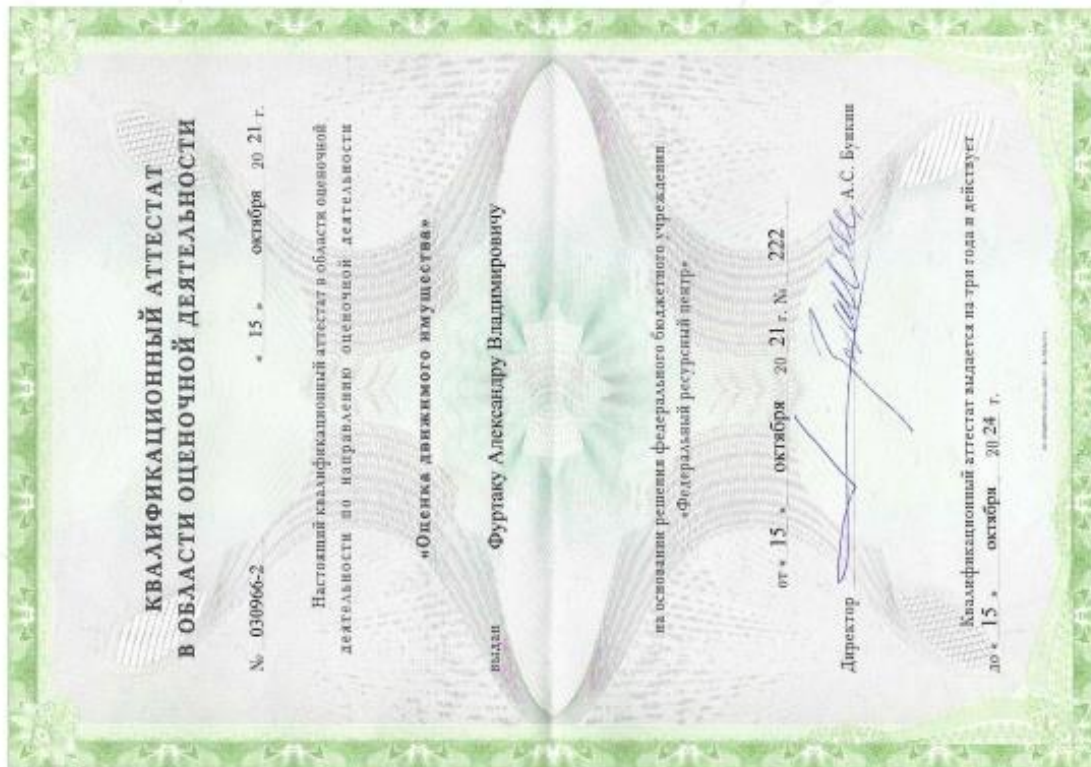 КВАЛИФИКАЦИОННЫЙ АТТЕСТАТ
В ОБЛАСТИ ОЦЕНОЧНОЙ ДЕЯТЕЛЬНОСТИ
№ 030966-2 « 15 » октября 20 21 г.
Настоящий квалификационный аттестат в области оценочной
деятельности по направлению оценочной деятельности
«Оценка движимого имущества»
выдан Фуртаку Александру Владимировичу
на основании решения федерального бюджетного учреждения
«Федеральный ресурсный центр»
от « 15 » октября 20 21 г. № 222
Директор А.С. Бункин
Квалификационный аттестат выдается на три года и действует
до « 15 » октября 20 24 г.